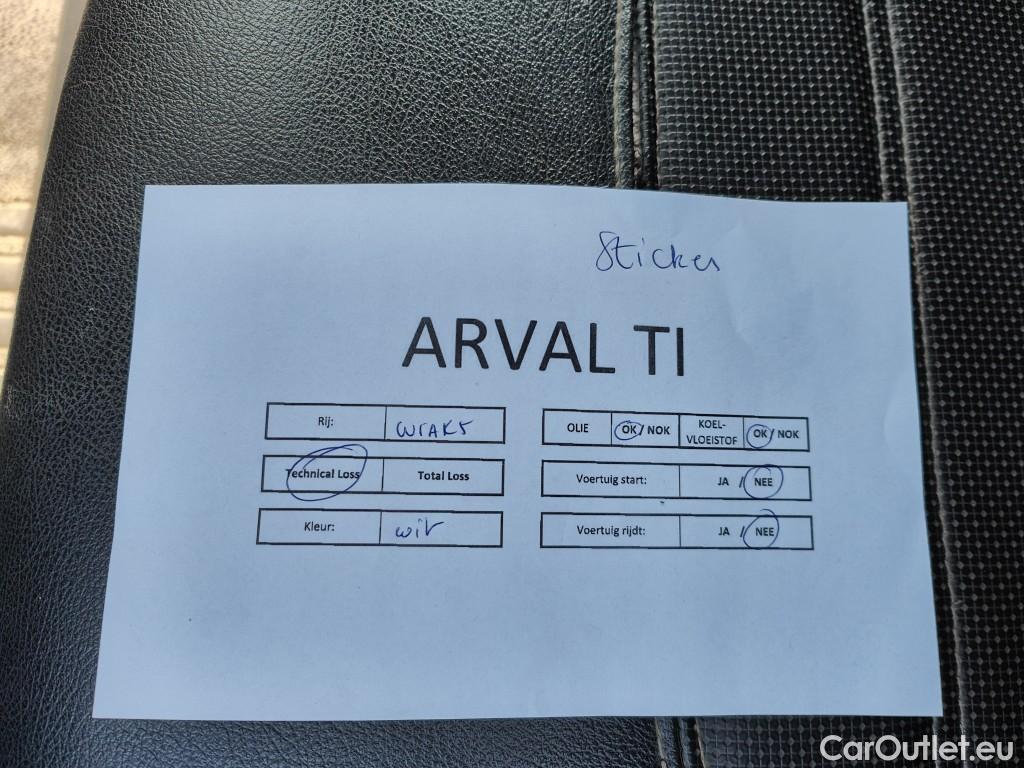 Sticker
ARVAL TI
Rij: WRAK5
Technical Loss Total Loss
Kleur: wit
OLIE OK / NOK KOEL-VLOEISTOF OK / NOK
Voertuig start: JA / NEE
Voertuig rijdt: JA / NEE
CarOutlet.eu